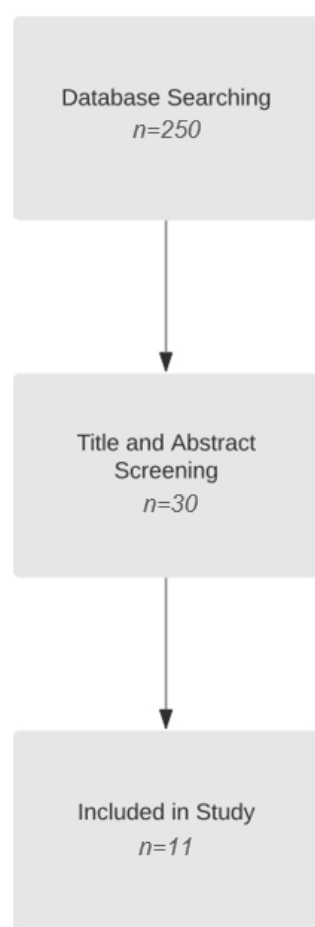 Database Searching
n=250
Title and Abstract
Screening
n=30
Included in Study
n=11